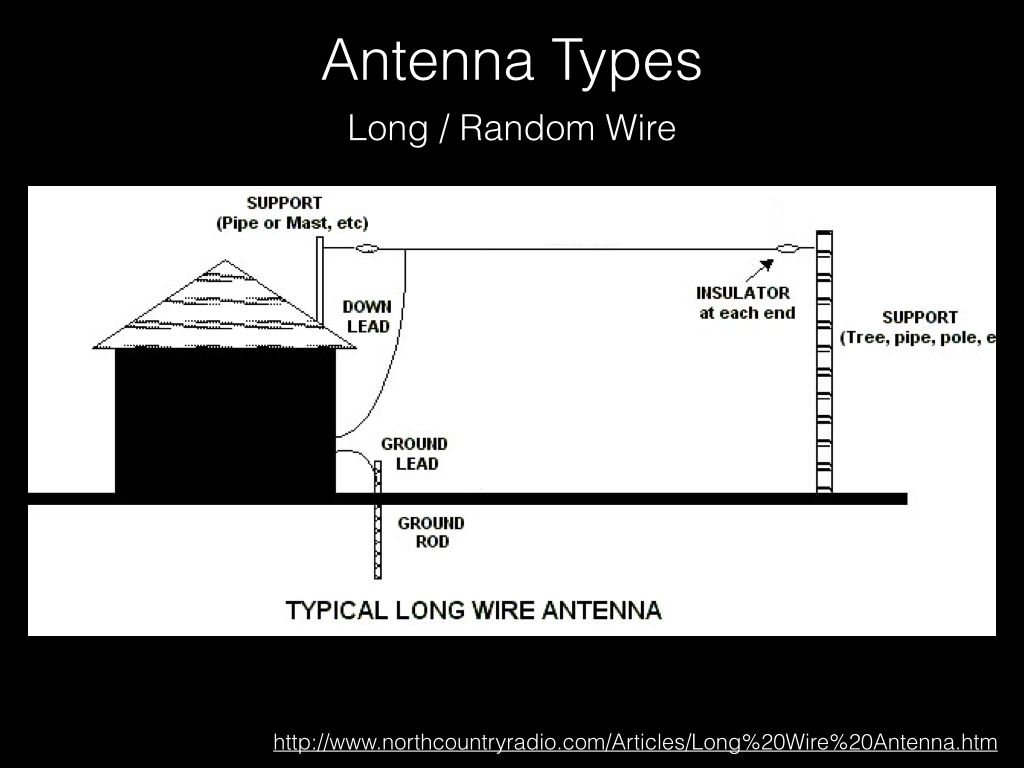 Antenna Types
Long / Random Wire
SUPPORT
(Pipe or Mast, etc)
DOWN
LEAD
INSULATOR
at each end
SUPPORT
(Tree, pipe, pole, e
GROUND
LEAD
GROUND
ROD
TYPICAL LONG WIRE ANTENNA
http://www.northcountryradio.com/Articles/Long%20Wire%20Antenna.htm